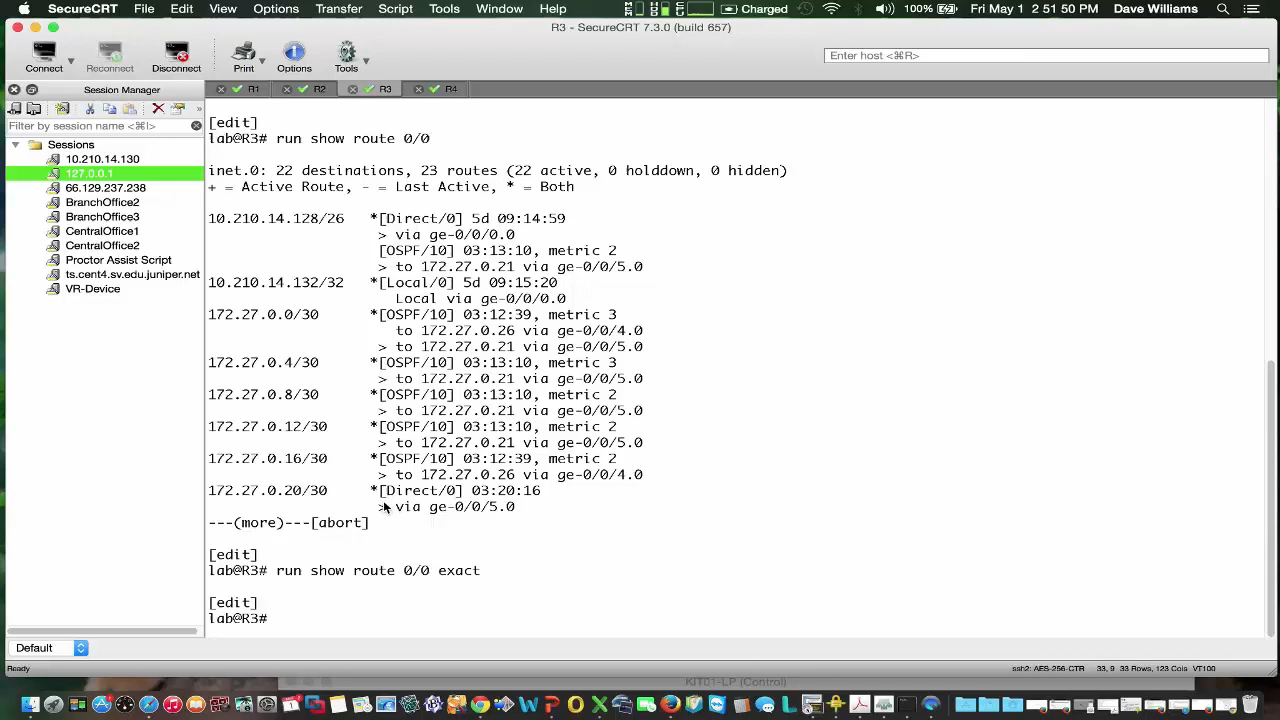 SecureCRT File Edit View Options Transfer Script Tools Window Help Charged 100% Fri May 1 2:51:50 PM Dave Williams
R3 - SecureCRT 7.3.0 (build 657)
Connect Reconnect Disconnect Print Options Tools
Enter host <⌘R>
Session Manager
R1 R2 R3 R4
Filter by session name <⌘I>
Sessions
10.210.14.130
127.0.0.1
66.129.237.238
BranchOffice2
BranchOffice3
CentralOffice1
CentralOffice2
Proctor Assist Script
ts.cent4.sv.edu.juniper.net
VR-Device
Default
[edit]
lab@R3# run show route 0/0
inet.0: 22 destinations, 23 routes (22 active, 0 holddown, 0 hidden)
+ = Active Route, - = Last Active, * = Both
10.210.14.128/26 *[Direct/0] 5d 09:14:59
> via ge-0/0/0.0
[OSPF/10] 03:13:10, metric 2
> to 172.27.0.21 via ge-0/0/5.0
10.210.14.132/32 *[Local/0] 5d 09:15:20
Local via ge-0/0/0.0
172.27.0.0/30 *[OSPF/10] 03:12:39, metric 3
to 172.27.0.26 via ge-0/0/4.0
> to 172.27.0.21 via ge-0/0/5.0
172.27.0.4/30 *[OSPF/10] 03:13:10, metric 3
> to 172.27.0.21 via ge-0/0/5.0
172.27.0.8/30 *[OSPF/10] 03:13:10, metric 2
> to 172.27.0.21 via ge-0/0/5.0
172.27.0.12/30 *[OSPF/10] 03:13:10, metric 2
> to 172.27.0.21 via ge-0/0/5.0
172.27.0.16/30 *[OSPF/10] 03:12:39, metric 2
> to 172.27.0.26 via ge-0/0/4.0
172.27.0.20/30 *[Direct/0] 03:20:16
> via ge-0/0/5.0
---(more)---[abort]
[edit]
lab@R3# run show route 0/0 exact
[edit]
lab@R3#
Ready
ssh2: AES-256-CTR 33, 9 33 Rows, 123 Cols VT100
KIT01-LP (Control)